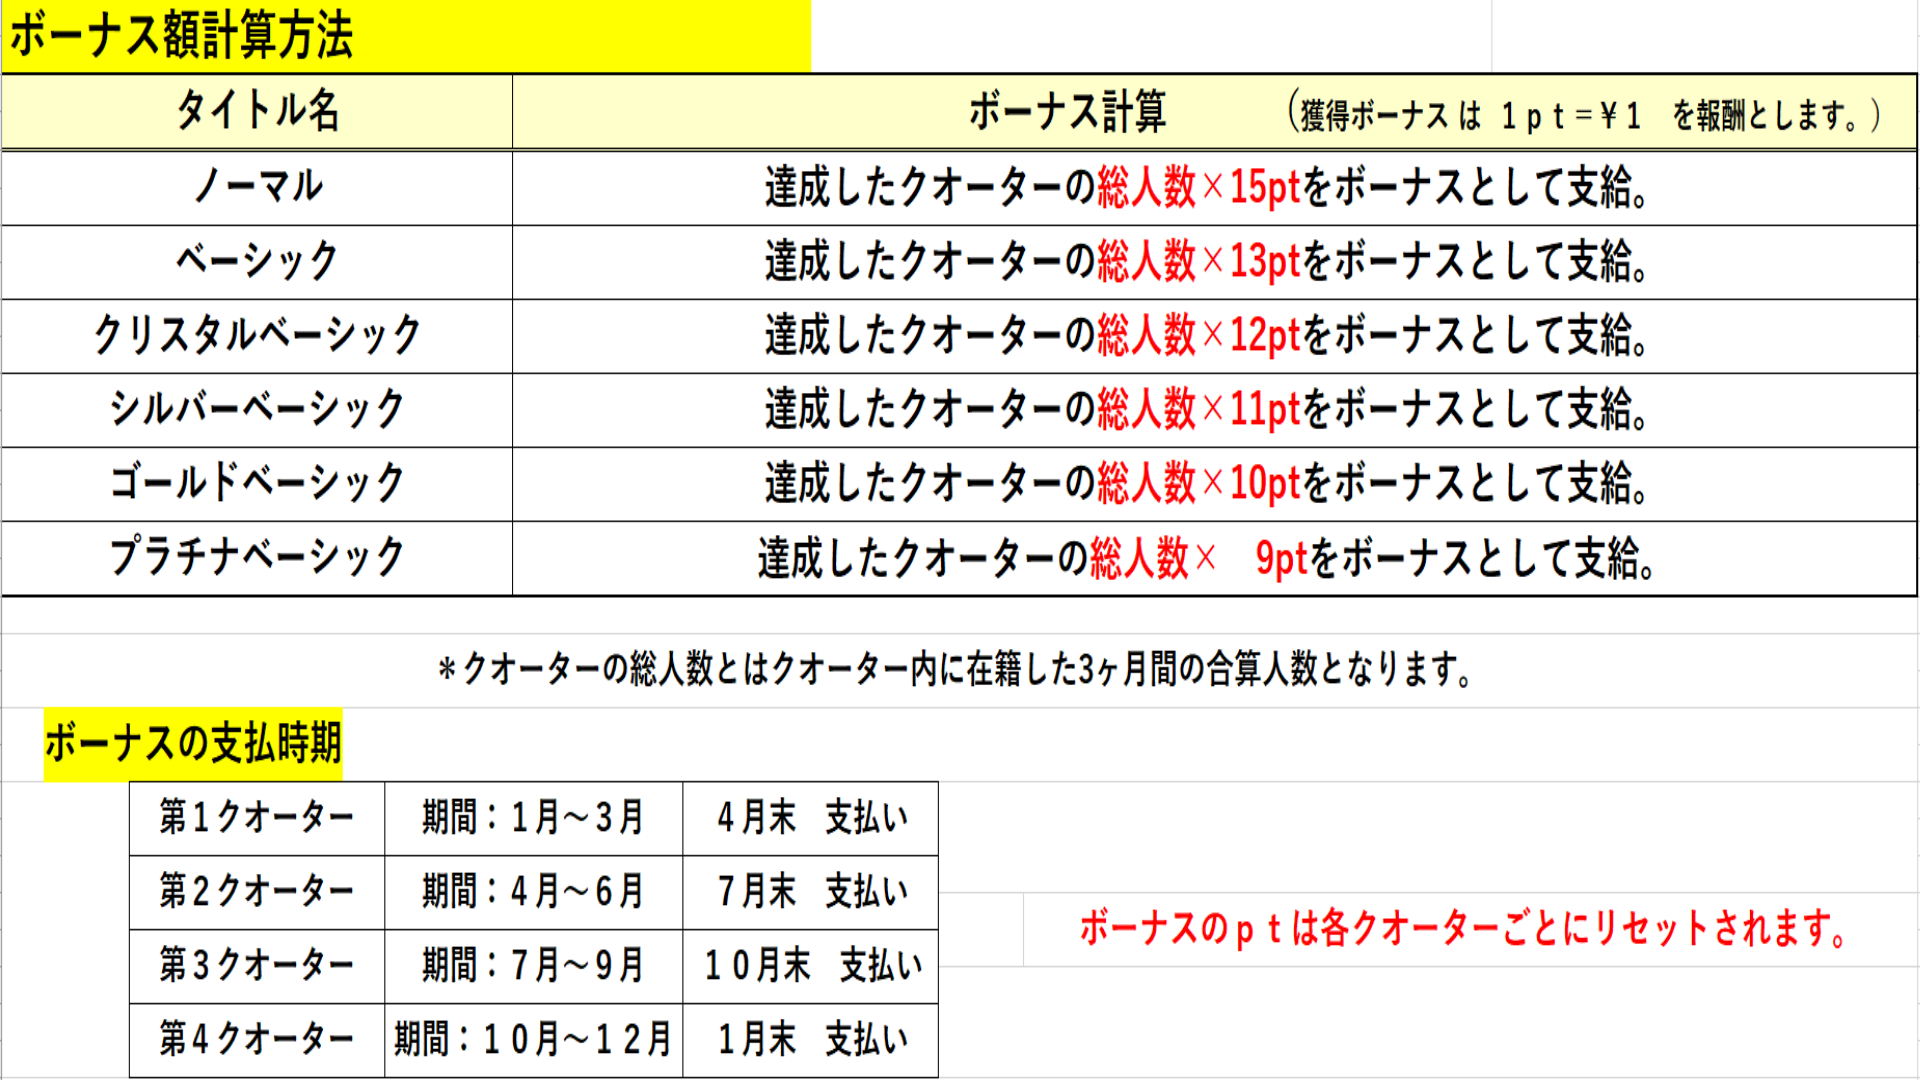 ボーナス額計算方法
タイトル名 ボーナス計算 （獲得ボーナス は １ｐｔ＝￥１ を報酬とします。）
ノーマル 達成したクオーターの総人数×15ptをボーナスとして支給。
ベーシック 達成したクオーターの総人数×13ptをボーナスとして支給。
クリスタルベーシック 達成したクオーターの総人数×12ptをボーナスとして支給。
シルバーベーシック 達成したクオーターの総人数×11ptをボーナスとして支給。
ゴールドベーシック 達成したクオーターの総人数×10ptをボーナスとして支給。
プラチナベーシック 達成したクオーターの総人数× 9ptをボーナスとして支給。
＊クオーターの総人数とはクオーター内に在籍した3ヶ月間の合算人数となります。
ボーナスの支払時期
第１クオーター 期間：１月～３月 ４月末 支払い
第２クオーター 期間：４月～６月 ７月末 支払い
ボーナスのｐｔは各クオーターごとにリセットされます。
第３クオーター 期間：７月～９月 １０月末 支払い
第４クオーター 期間：１０月～１２月 １月末 支払い